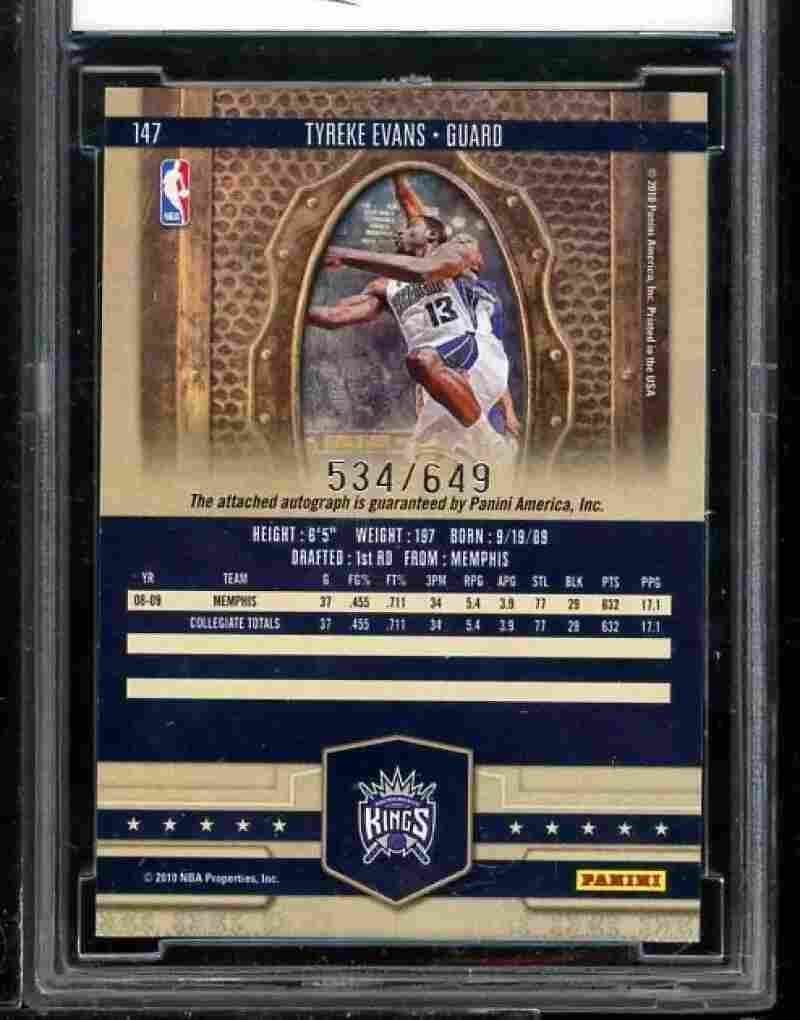 147 TYREKE EVANS • GUARD
NBA
© 2010 Panini America, Inc. Printed in the USA
13
534/649
The attached autograph is guaranteed by Panini America, Inc.
HEIGHT : 6'5" WEIGHT : 197 BORN : 9/19/89
DRAFTED : 1st RD FROM : MEMPHIS
YR TEAM G FG% FT% 3PM RPG APG STL BLK PTS PPG
08-09 MEMPHIS 37 .455 .711 34 5.4 3.9 77 29 632 17.1
COLLEGIATE TOTALS 37 .455 .711 34 5.4 3.9 77 29 632 17.1
KINGS
© 2010 NBA Properties, Inc.
PANINI